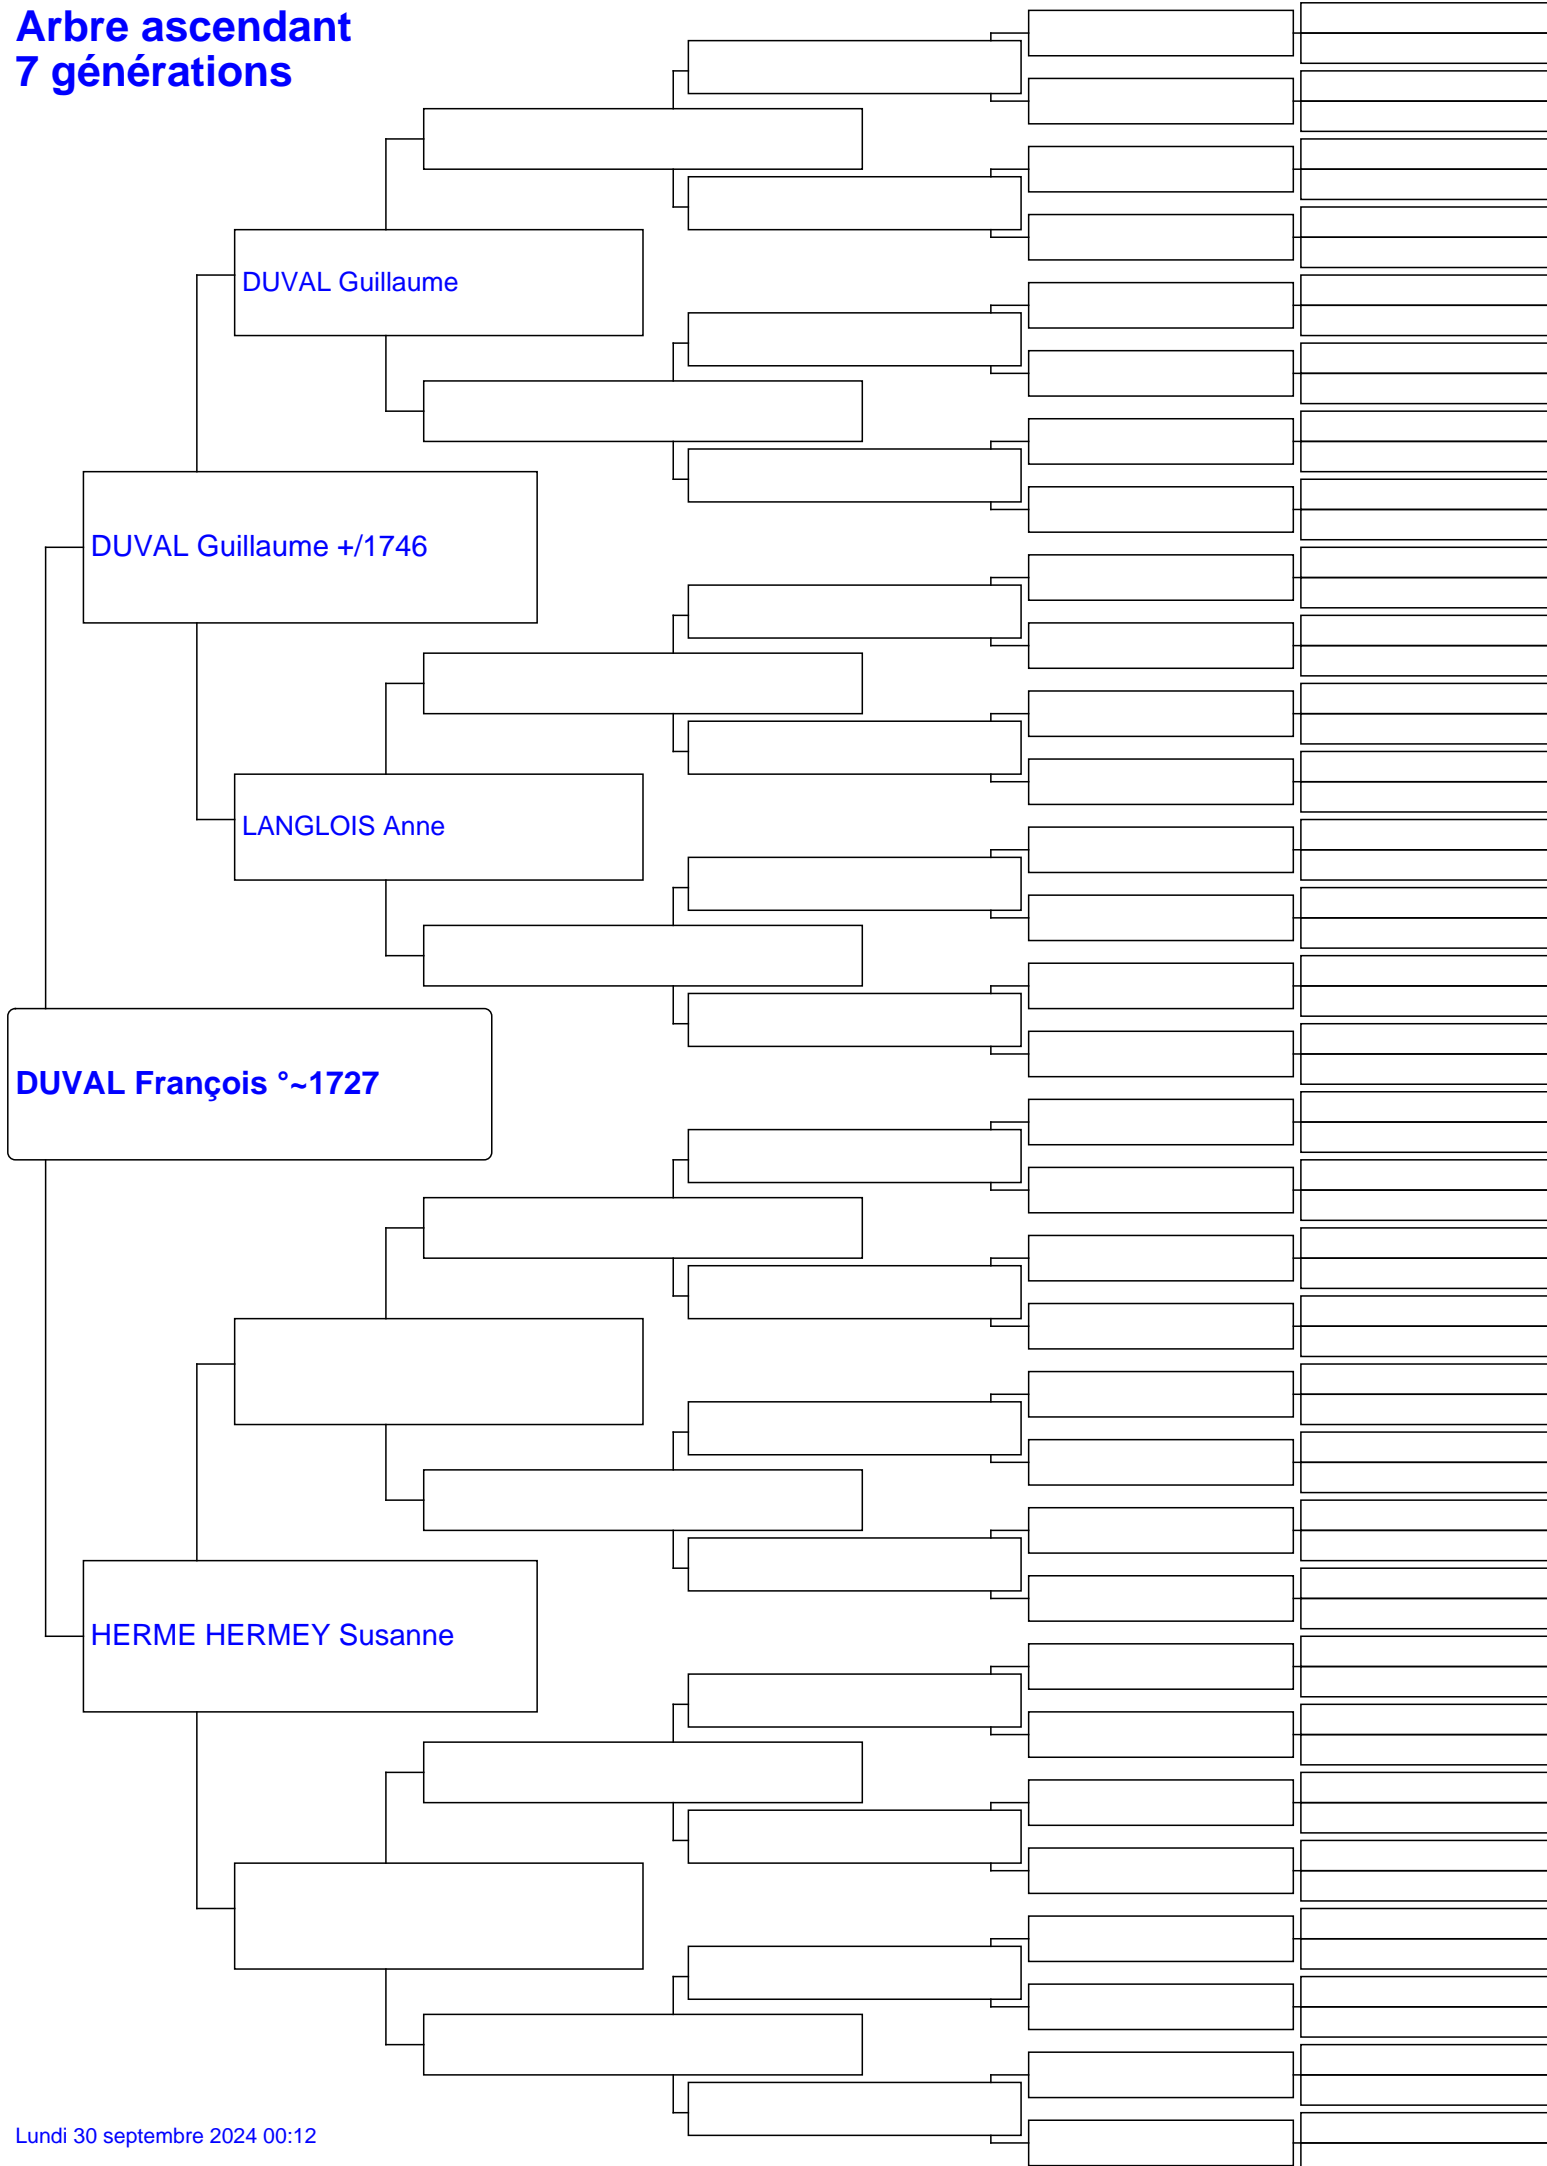 Arbre ascendant
7 générations
DUVAL Guillaume
DUVAL Guillaume +/1746
LANGLOIS Anne
DUVAL François °~1727
HERME HERMEY Susanne
Lundi 30 septembre 2024 00:12